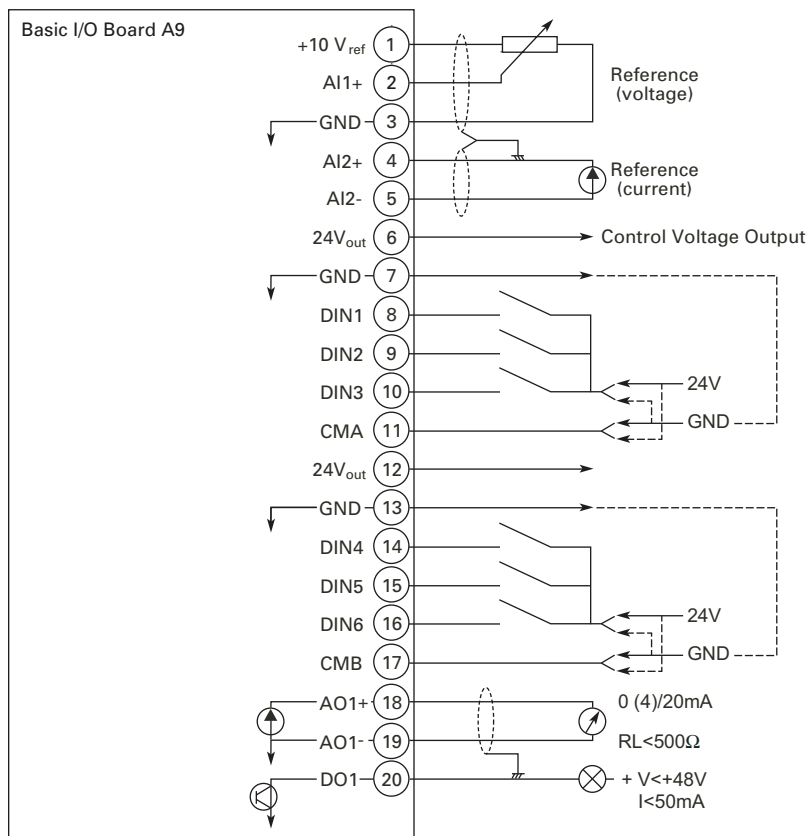 Basic I/O Board A9
+10 Vref 1
AI1+ 2
Reference
(voltage)
GND 3
AI2+ 4
Reference
(current)
AI2- 5
24Vout 6 Control Voltage Output
GND 7
DIN1 8
DIN2 9
DIN3 10
24V
GND
CMA 11
24Vout 12
GND 13
DIN4 14
DIN5 15
DIN6 16
24V
GND
CMB 17
AO1+ 18 0 (4)/20mA
AO1- 19 RL<500Ω
DO1 20 + V<+48V
I<50mA